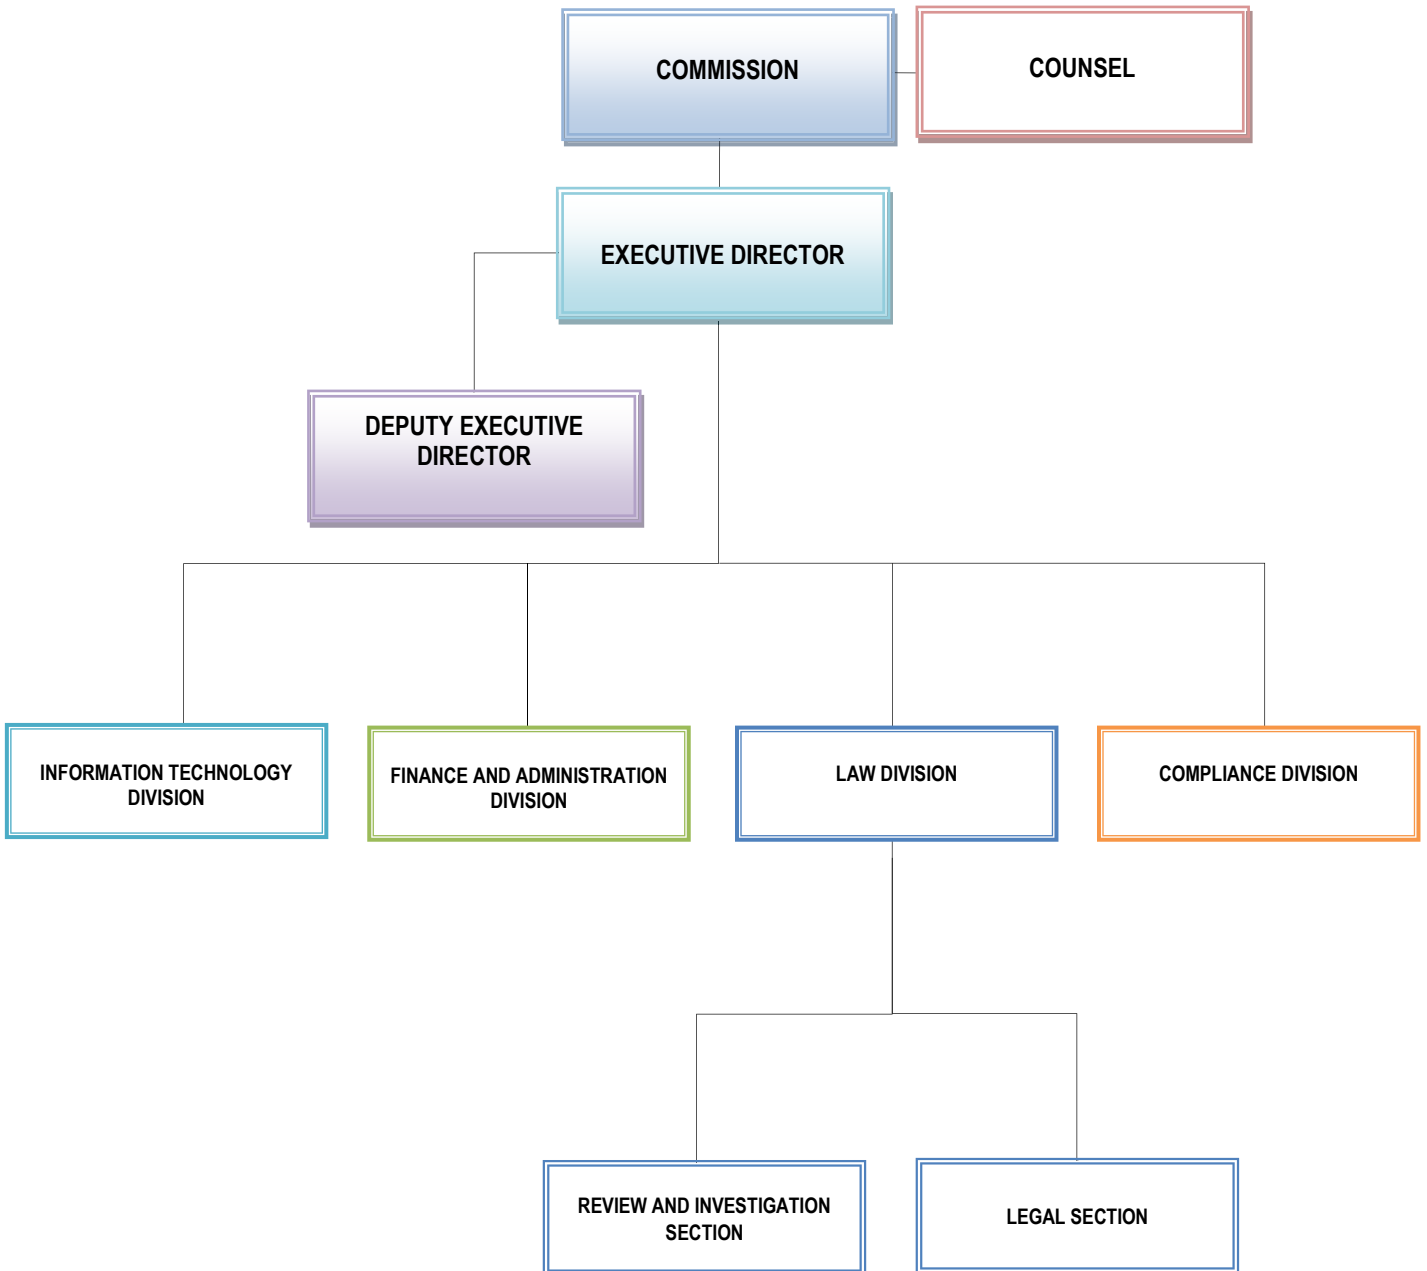 COMMISSION
COUNSEL
EXECUTIVE DIRECTOR
DEPUTY EXECUTIVE
DIRECTOR
INFORMATION TECHNOLOGY
DIVISION
FINANCE AND ADMINISTRATION
DIVISION
LAW DIVISION
COMPLIANCE DIVISION
REVIEW AND INVESTIGATION
SECTION
LEGAL SECTION